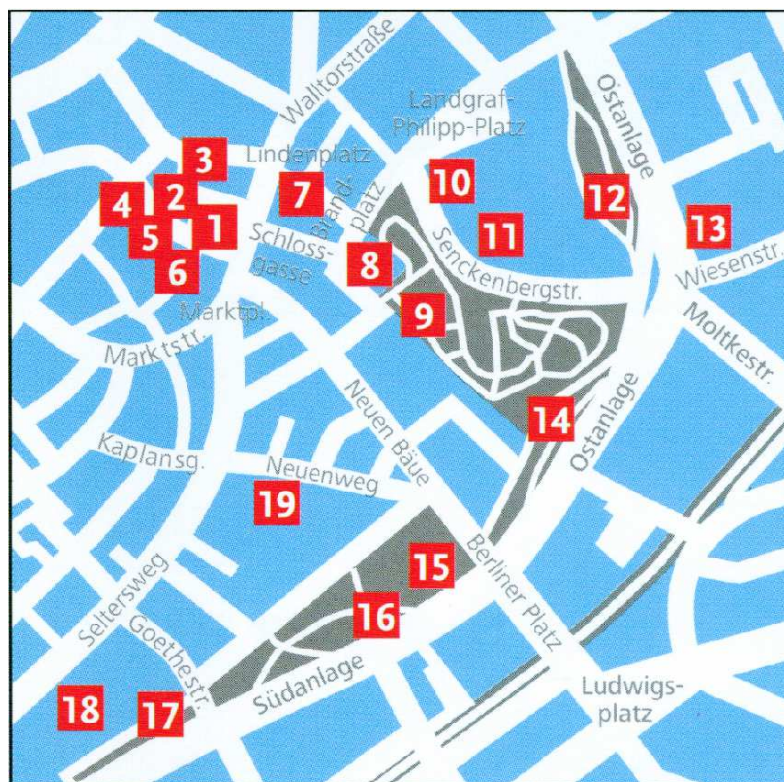 Walltorstraße
Landgraf-
Philipp-Platz
Ostanlage
3
Lindenplatz
10
4
2
7
12
Brand-
platz
1
5
11
13
Schloss-
gasse
6
8
Senckenbergstr.
Wiesenstr.
Marktpl.
9
Marktstr.
Moltkestr.
14
Neuen Bäue
Ostanlage
Kaplansg.
Neuenweg
19
15
Berliner Platz
Seltersweg
16
Goethestr.
Südanlage
Ludwigs-
platz
18
17